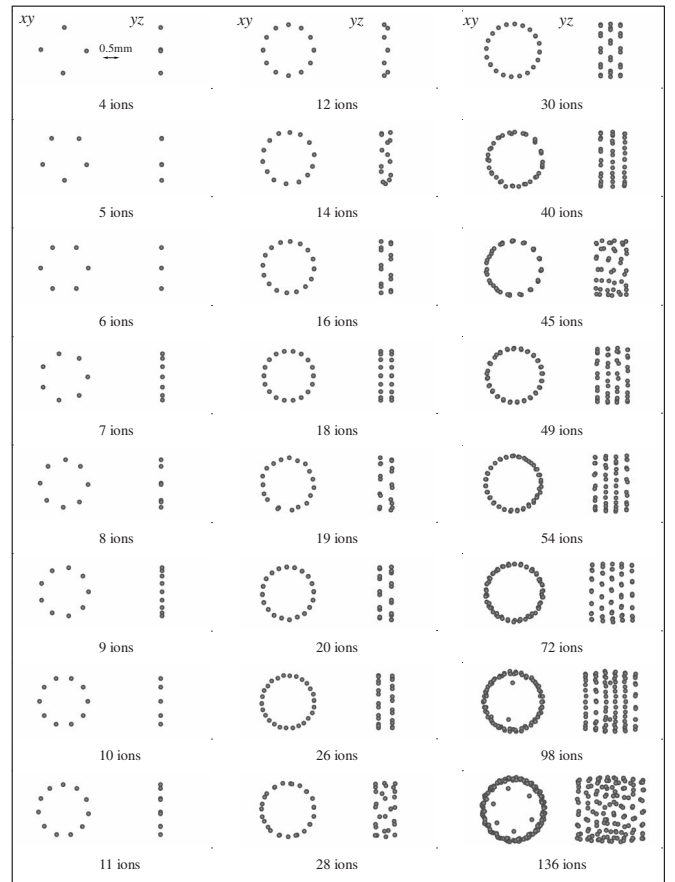 xy yz xy yz xy yz
0.5mm
4 ions 12 ions 30 ions
5 ions 14 ions 40 ions
6 ions 16 ions 45 ions
7 ions 18 ions 49 ions
8 ions 19 ions 54 ions
9 ions 20 ions 72 ions
10 ions 26 ions 98 ions
11 ions 28 ions 136 ions